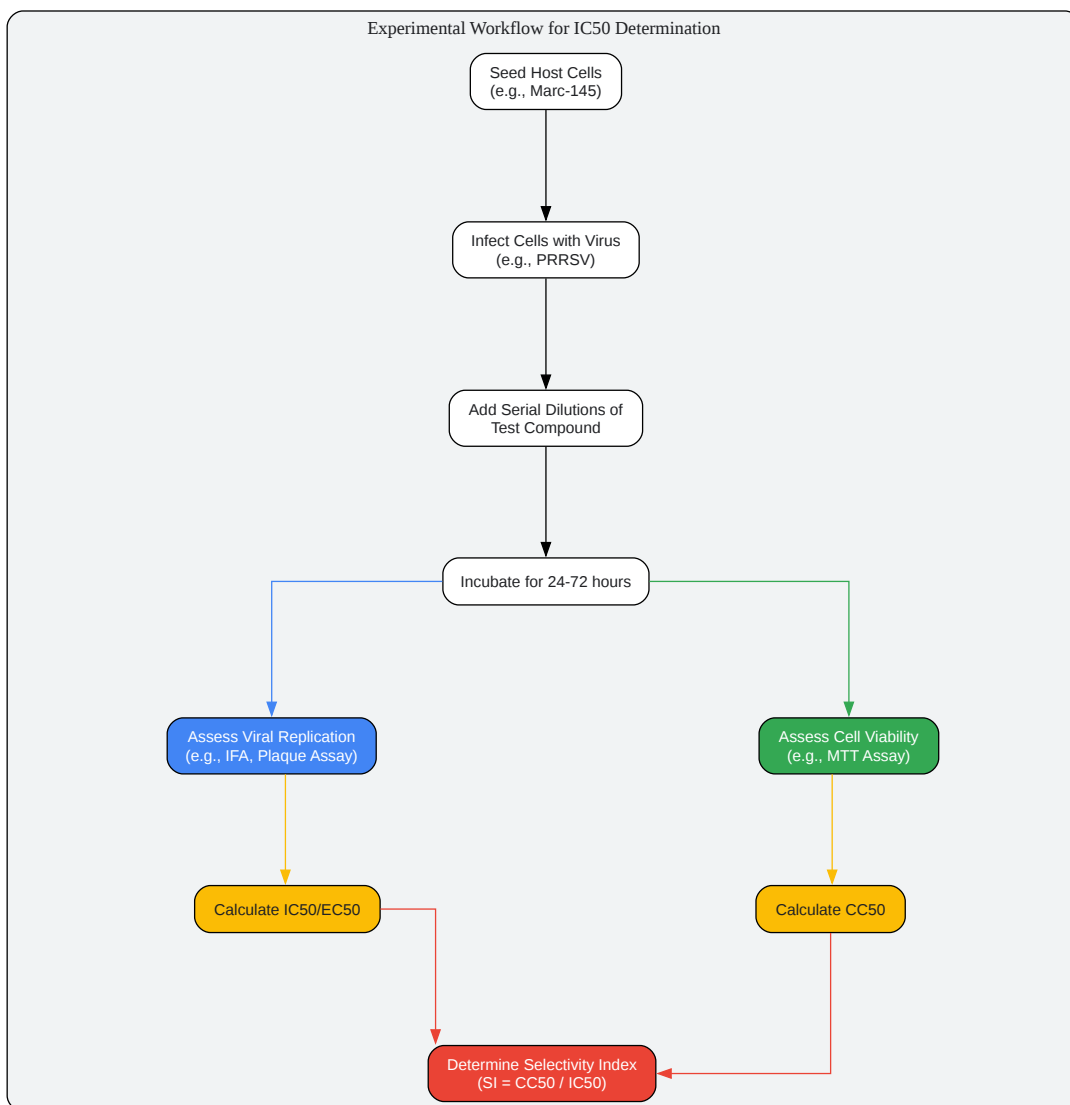 Experimental Workflow for IC50 Determination
Seed Host Cells
(e.g., Marc-145)
Infect Cells with Virus
(e.g., PRRSV)
Add Serial Dilutions of
Test Compound
Incubate for 24-72 hours
Assess Viral Replication
(e.g., IFA, Plaque Assay)
Assess Cell Viability
(e.g., MTT Assay)
Calculate IC50/EC50
Calculate CC50
Determine Selectivity Index
(SI = CC50 / IC50)